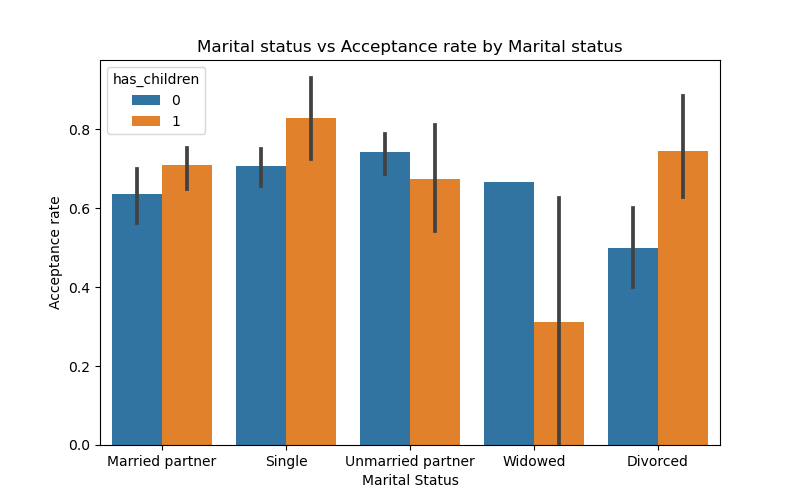 Marital status vs Acceptance rate by Marital status
has_children
0
1
Acceptance rate
0.8
0.6
0.4
0.2
0.0
Married partner
Single
Unmarried partner
Widowed
Divorced
Marital Status